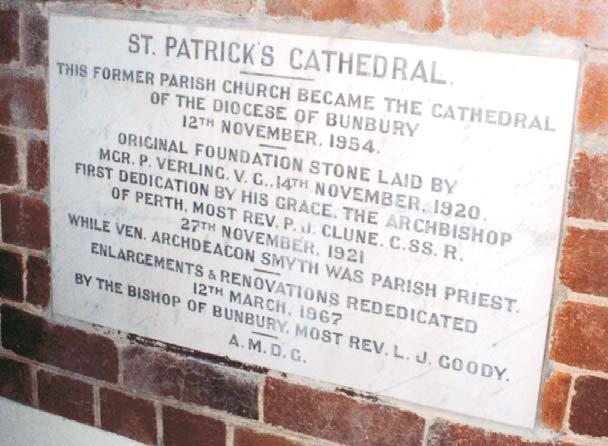 ST. PATRICK'S CATHEDRAL.
THIS FORMER PARISH CHURCH BECAME THE CATHEDRAL
OF THE DIOCESE OF BUNBURY
12TH NOVEMBER, 1954.
ORIGINAL FOUNDATION STONE LAID BY
MGR. P. VERLING, V. G., 14TH NOVEMBER, 1920.
FIRST DEDICATION BY HIS GRACE, THE ARCHBISHOP
OF PERTH, MOST REV. P. J. CLUNE, C.SS. R.
27TH NOVEMBER, 1921
WHILE VEN. ARCHDEACON SMYTH WAS PARISH PRIEST.
ENLARGEMENTS & RENOVATIONS REDEDICATED
12TH MARCH, 1967
BY THE BISHOP OF BUNBURY, MOST REV. L. J. GOODY.
A. M. D. G.